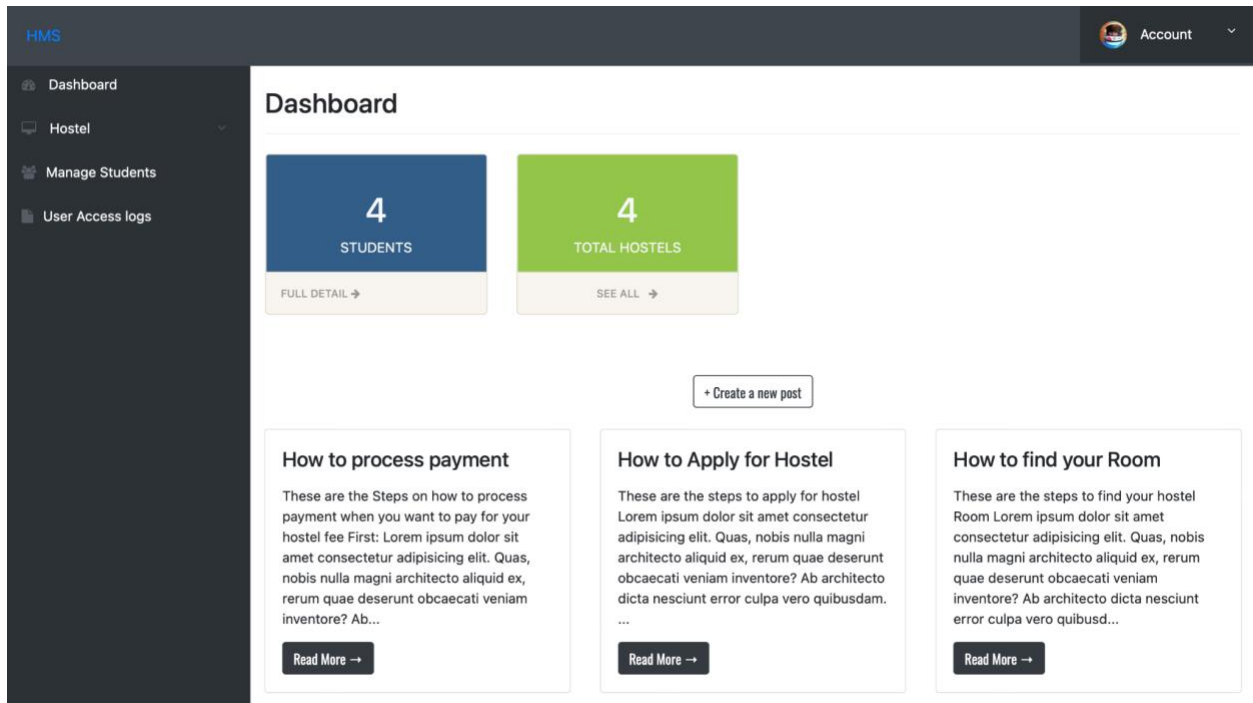 HMS
Account
Dashboard
Hostel
Manage Students
User Access logs
Dashboard
4
STUDENTS
FULL DETAIL →
4
TOTAL HOSTELS
SEE ALL →
+ Create a new post
How to process payment
These are the Steps on how to process
payment when you want to pay for your
hostel fee First: Lorem ipsum dolor sit
amet consectetur adipisicing elit. Quas,
nobis nulla magni architecto aliquid ex,
rerum quae deserunt obcaecati veniam
inventore? Ab...
Read More →
How to Apply for Hostel
These are the steps to apply for hostel
Lorem ipsum dolor sit amet consectetur
adipisicing elit. Quas, nobis nulla magni
architecto aliquid ex, rerum quae deserunt
obcaecati veniam inventore? Ab architecto
dicta nesciunt error culpa vero quibusdam.
...
Read More →
How to find your Room
These are the steps to find your hostel
Room Lorem ipsum dolor sit amet
consectetur adipisicing elit. Quas, nobis
nulla magni architecto aliquid ex, rerum
quae deserunt obcaecati veniam
inventore? Ab architecto dicta nesciunt
error culpa vero quibusd...
Read More →